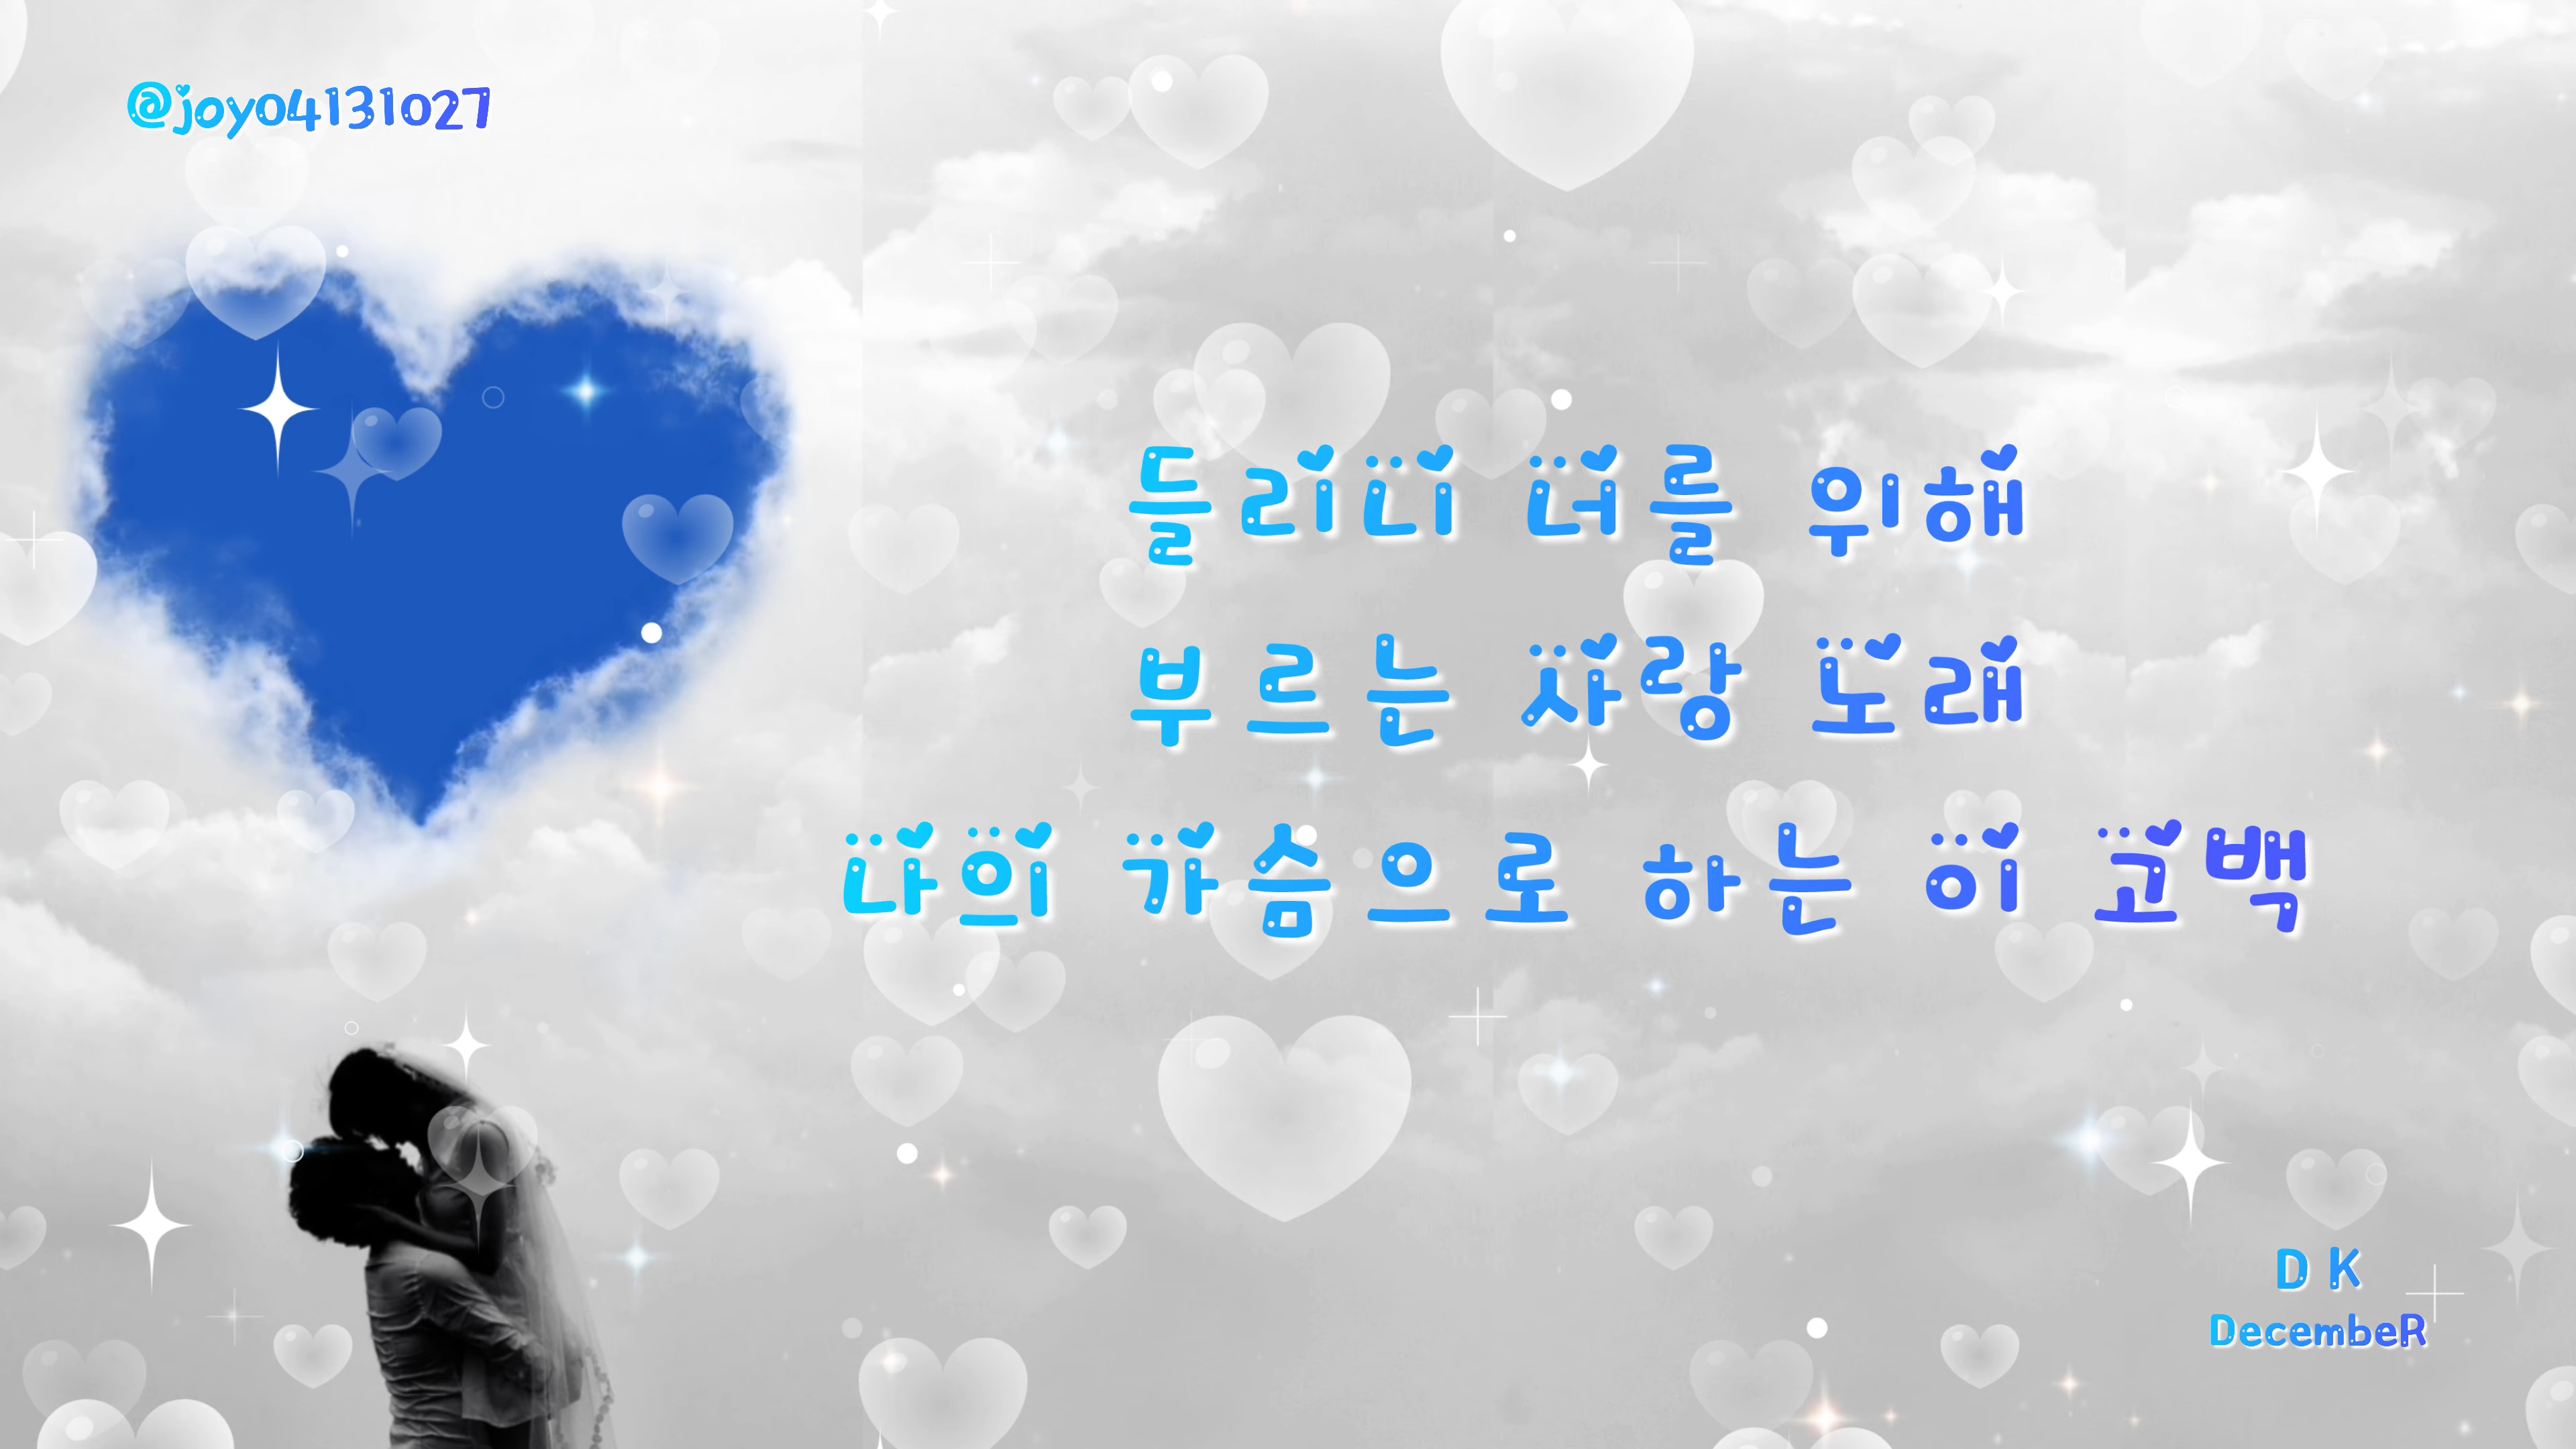 @joy04131027
들리니 너를 위해
부르는 사랑 노래
나의 가슴으로 하는 이 고백
D K
DecembeR